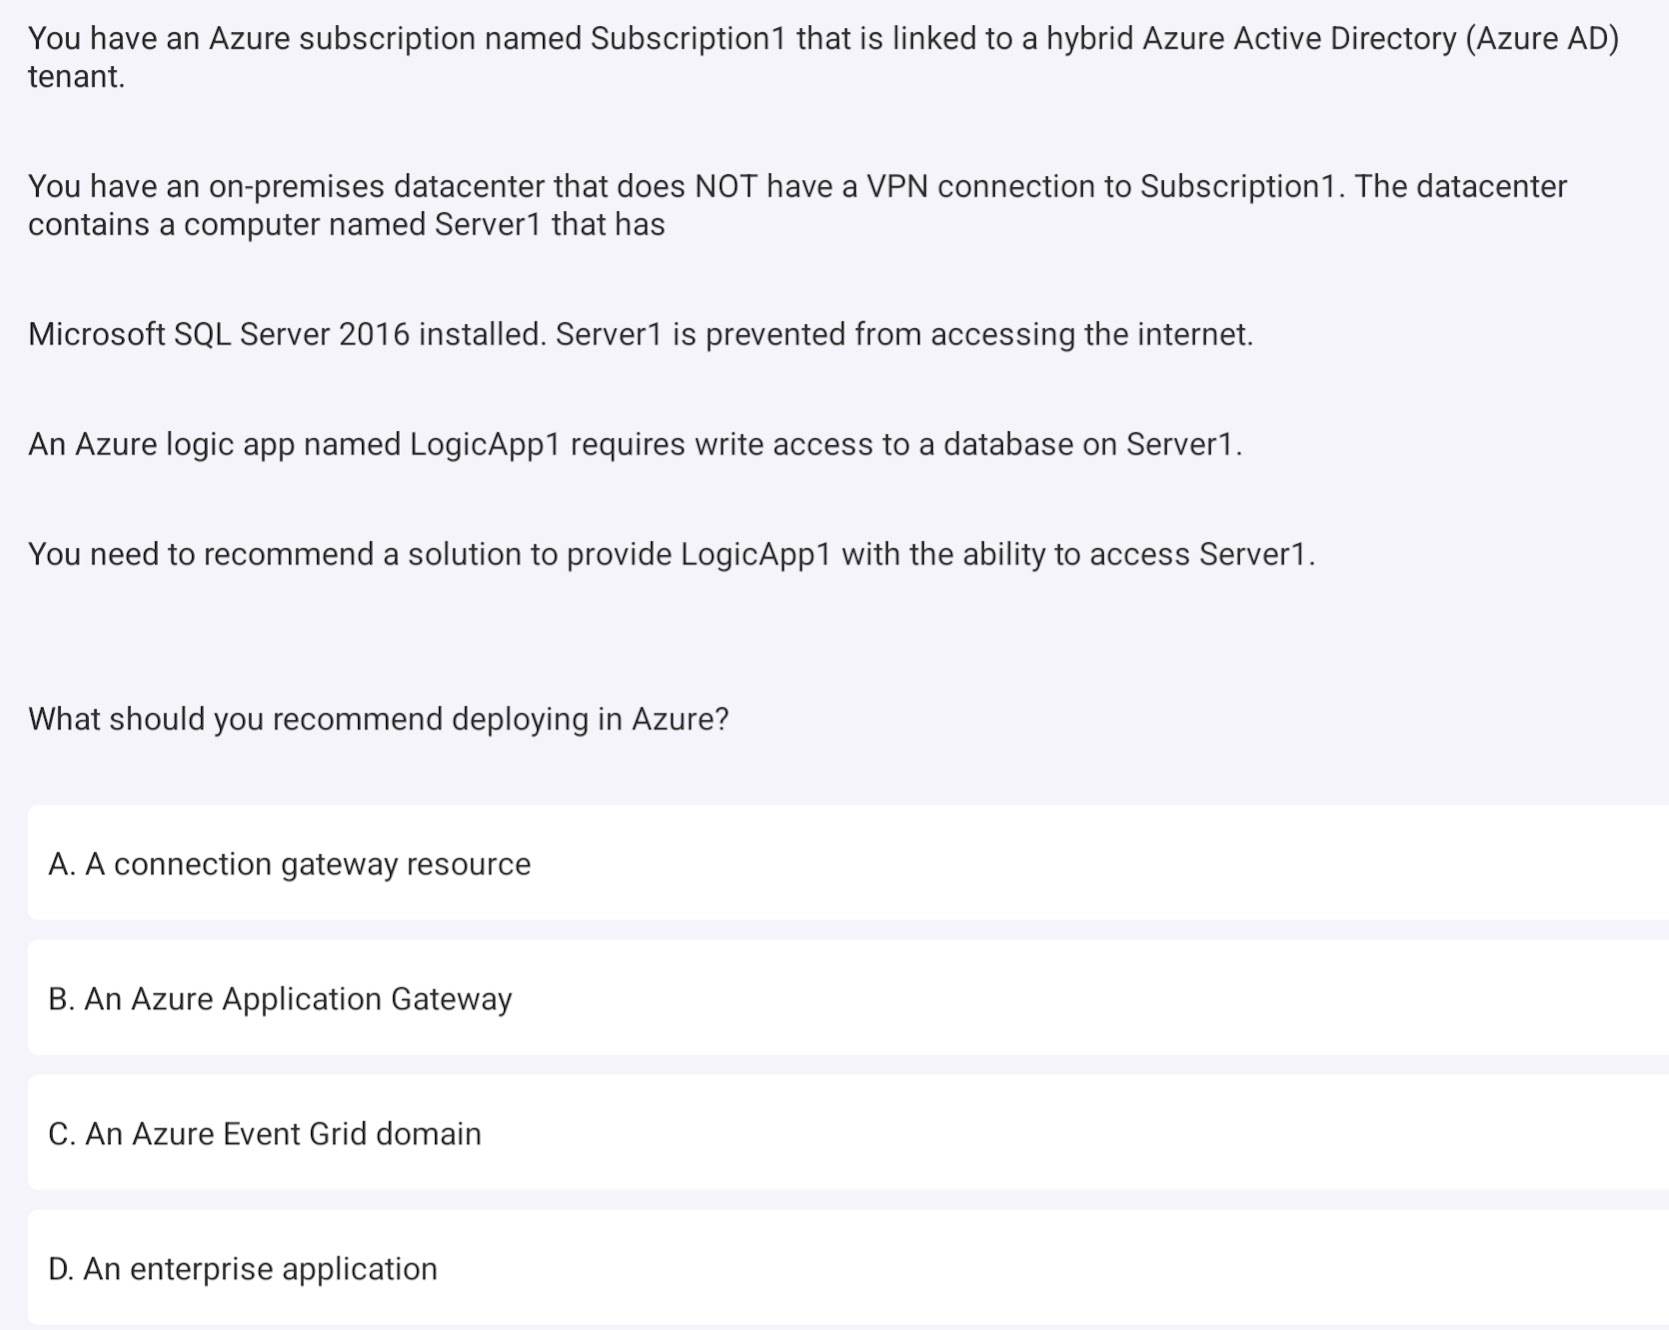 You have an Azure subscription named Subscription1 that is linked to a hybrid Azure Active Directory (Azure AD)
tenant.
You have an on-premises datacenter that does NOT have a VPN connection to Subscription1. The datacenter
contains a computer named Server1 that has
Microsoft SQL Server 2016 installed. Server1 is prevented from accessing the internet.
An Azure logic app named LogicApp1 requires write access to a database on Server1.
You need to recommend a solution to provide LogicApp1 with the ability to access Server1.
What should you recommend deploying in Azure?
A. A connection gateway resource
B. An Azure Application Gateway
C. An Azure Event Grid domain
D. An enterprise application